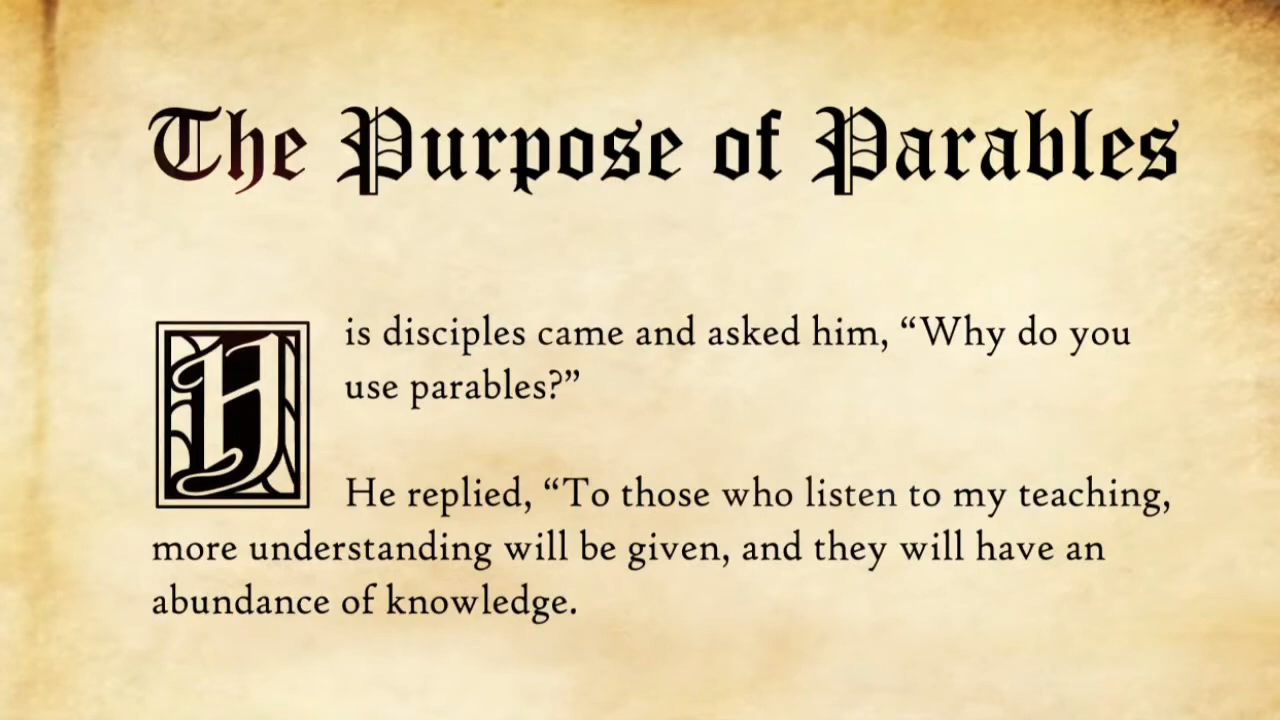 The Purpose of Parables
His disciples came and asked him, “Why do you
use parables?”
He replied, “To those who listen to my teaching,
more understanding will be given, and they will have an
abundance of knowledge.